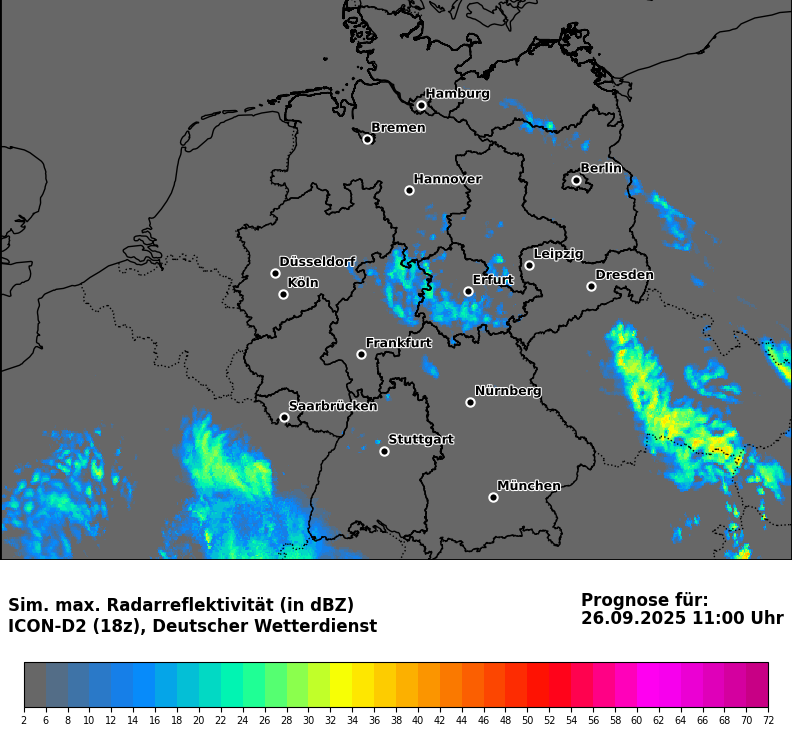 Hamburg
Bremen
Berlin
Hannover
Leipzig
Düsseldorf
Dresden
Köln
Erfurt
Frankfurt
Nürnberg
Saarbrücken
Stuttgart
München
Sim. max. Radarreflektivität (in dBZ)
ICON-D2 (18z), Deutscher Wetterdienst
Prognose für:
26.09.2025 11:00 Uhr
2 6 8 10 12 14 16 18 20 22 24 26 28 30 32 34 36 38 40 42 44 46 48 50 52 54 56 58 60 62 64 66 68 70 72